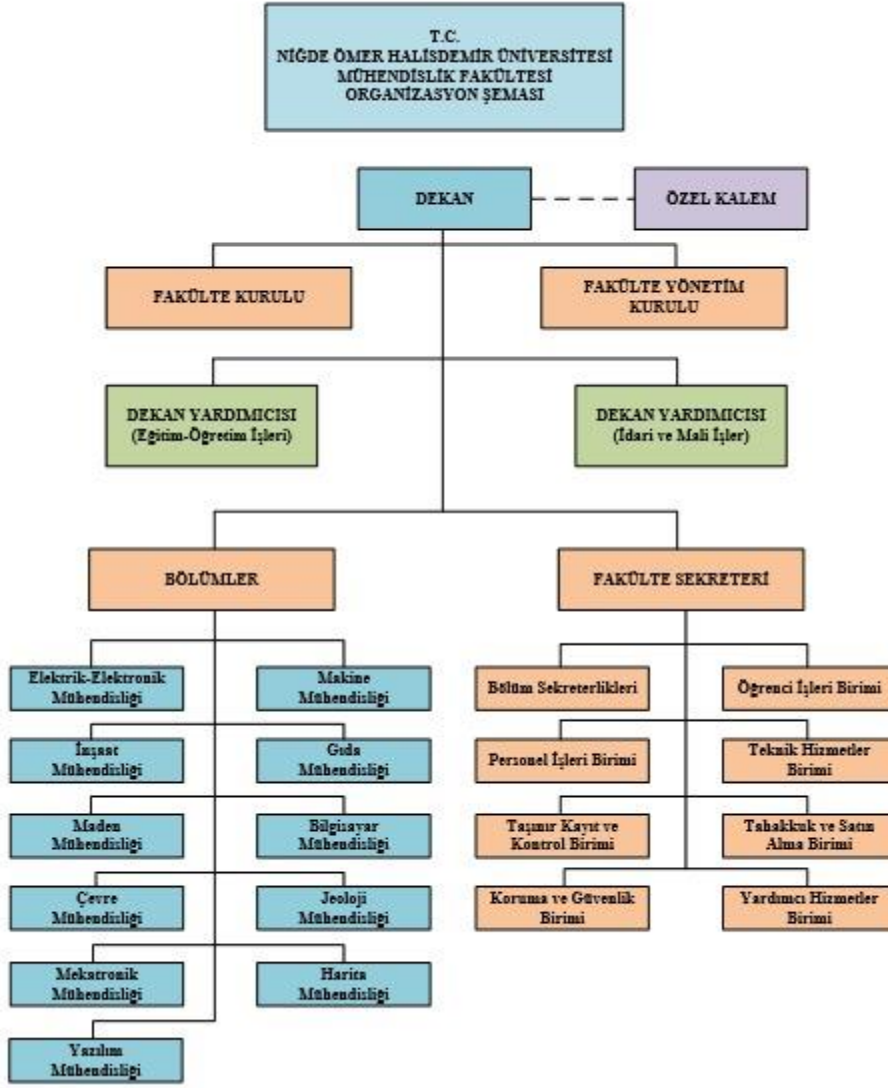 T.C.
NİĞDE ÖMER HALİSDEMİR ÜNİVERSİTESİ
MÜHENDİSLİK FAKÜLTESİ
ORGANİZASYON ŞEMASI
DEKAN
ÖZEL KALEM
FAKÜLTE KURULU
FAKÜLTE YÖNETİM
KURULU
DEKAN YARDIMICISI
(Eğitim-Öğretim İşleri)
DEKAN YARDIMICISI
(İdari ve Mali İşler)
BÖLÜMLER
FAKÜLTE SEKRETERİ
Elektrik-Elektronik
Mühendisliği
Makine
Mühendisliği
İnşaat
Mühendisliği
Gıda
Mühendisliği
Maden
Mühendisliği
Bilgisayar
Mühendisliği
Çevre
Mühendisliği
Jeoloji
Mühendisliği
Mekatronik
Mühendisliği
Harita
Mühendisliği
Yazılım
Mühendisliği
Bölüm Sekreterlikleri
Öğrenci İşleri Birimi
Personel İşleri Birimi
Teknik Hizmetler
Birimi
Taşınır Kayıt ve
Kontrol Birimi
Tahakkuk ve Satın
Alma Birimi
Koruma ve Güvenlik
Birimi
Yardımcı Hizmetler
Birimi